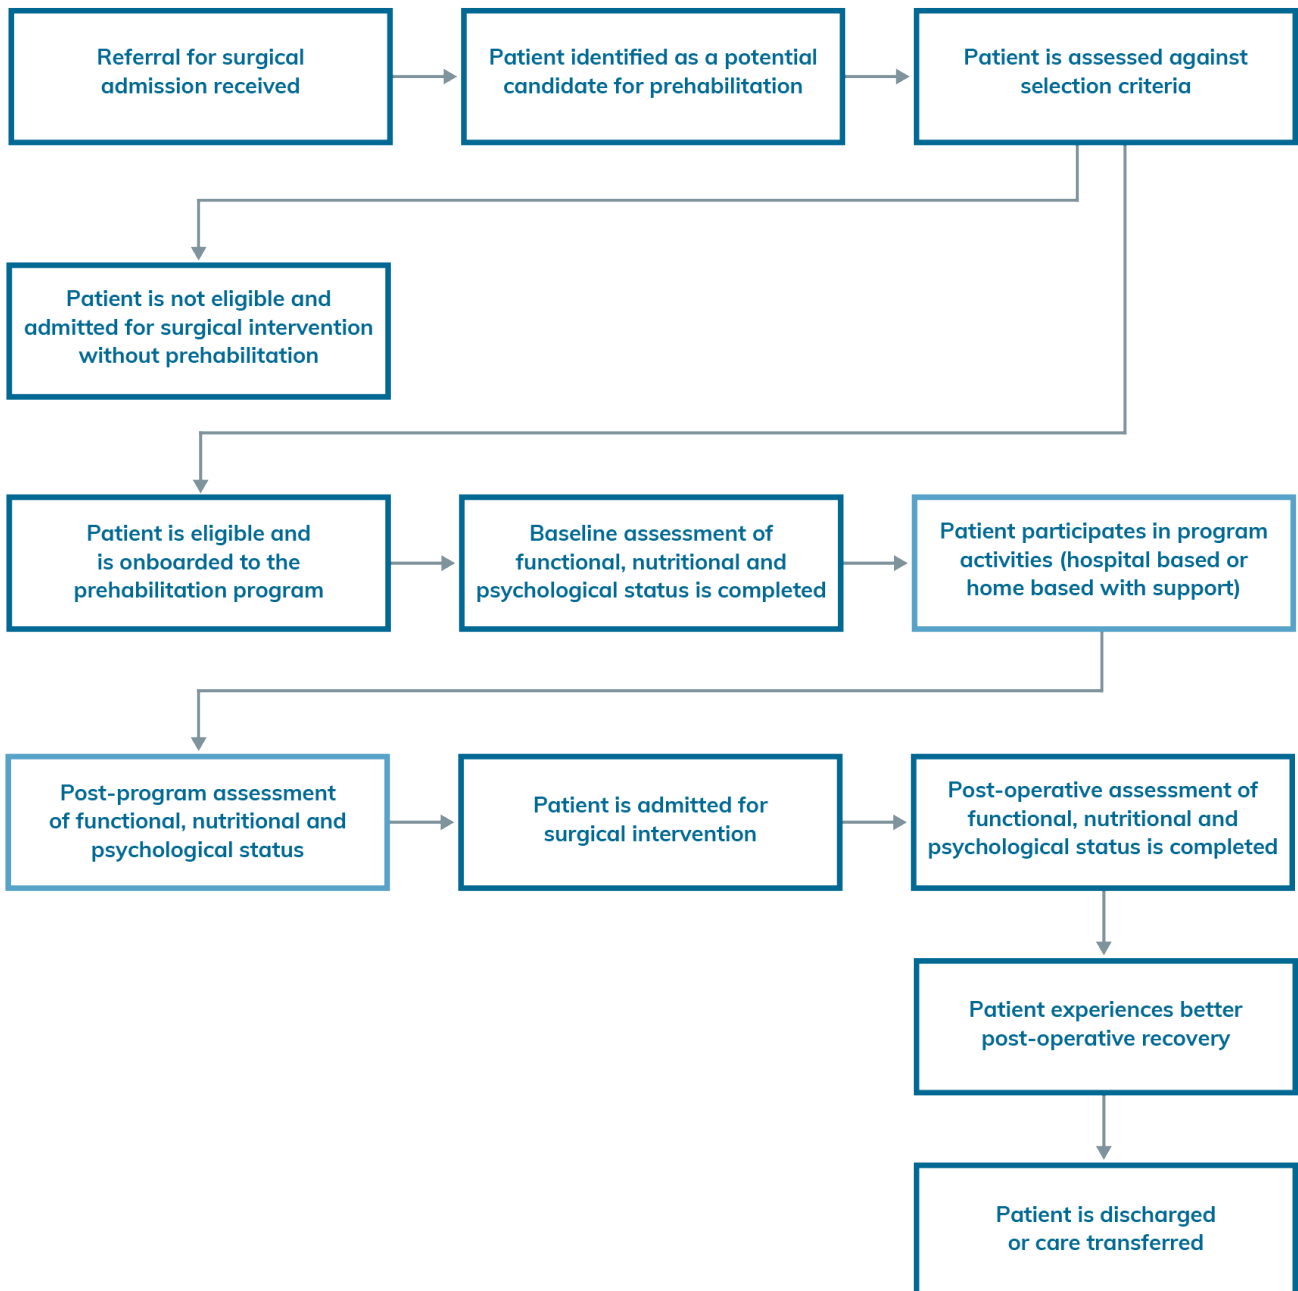 Referral for surgical
admission received
Patient identified as a potential
candidate for prehabilitation
Patient is assessed against
selection criteria
Patient is not eligible and
admitted for surgical intervention
without prehabilitation
Patient is eligible and
is onboarded to the
prehabilitation program
Baseline assessment of
functional, nutritional and
psychological status is completed
Patient participates in program
activities (hospital based or
home based with support)
Post-program assessment
of functional, nutritional and
psychological status
Patient is admitted for
surgical intervention
Post-operative assessment of
functional, nutritional and
psychological status is completed
Patient experiences better
post-operative recovery
Patient is discharged
or care transferred